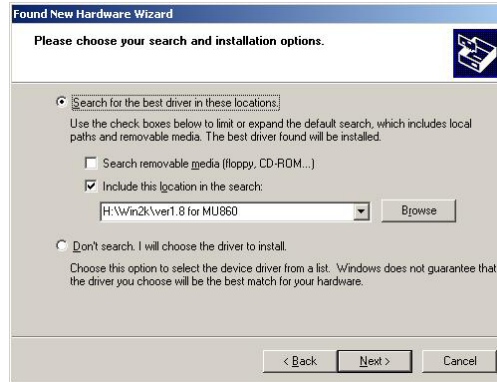 Found New Hardware Wizard
Please choose your search and installation options.
Search for the best driver in these locations.
Use the check boxes below to limit or expand the default search, which includes local
paths and removable media. The best driver found will be installed.
Search removable media (floppy, CD-ROM...)
Include this location in the search:
H:\Win2k\ver1.8 for MU860
Browse
Don't search. I will choose the driver to install.
Choose this option to select the device driver from a list. Windows does not guarantee that
the driver you choose will be the best match for your hardware.
< Back
Next >
Cancel